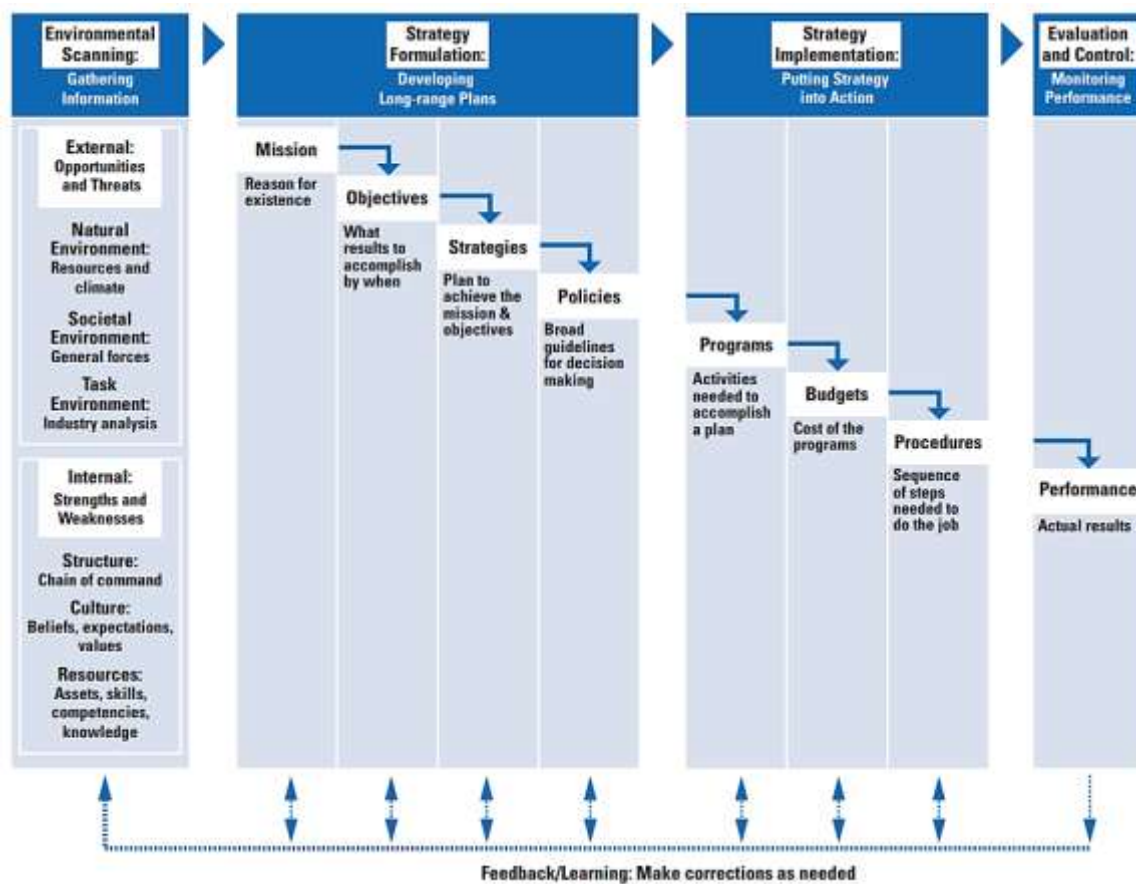 Environmental
Scanning:
Gathering
Information
Strategy
Formulation:
Developing
Long-range Plans
Strategy
Implementation:
Putting Strategy
into Action
Evaluation
and Control:
Monitoring
Performance
External:
Opportunities
and Threats
Natural
Environment:
Resources and
climate
Societal
Environment:
General forces
Task
Environment:
Industry analysis
Internal:
Strengths and
Weaknesses
Structure:
Chain of command
Culture:
Beliefs, expectations,
values
Resources:
Assets, skills,
competencies,
knowledge
Mission
Reason for
existence
Objectives
What
results to
accomplish
by when
Strategies
Plan to
achieve the
mission &
objectives
Policies
Broad
guidelines
for decision
making
Programs
Activities
needed to
accomplish
a plan
Budgets
Cost of the
programs
Procedures
Sequence
of steps
needed to
do the job
Performance
Actual results
Feedback/Learning: Make corrections as needed